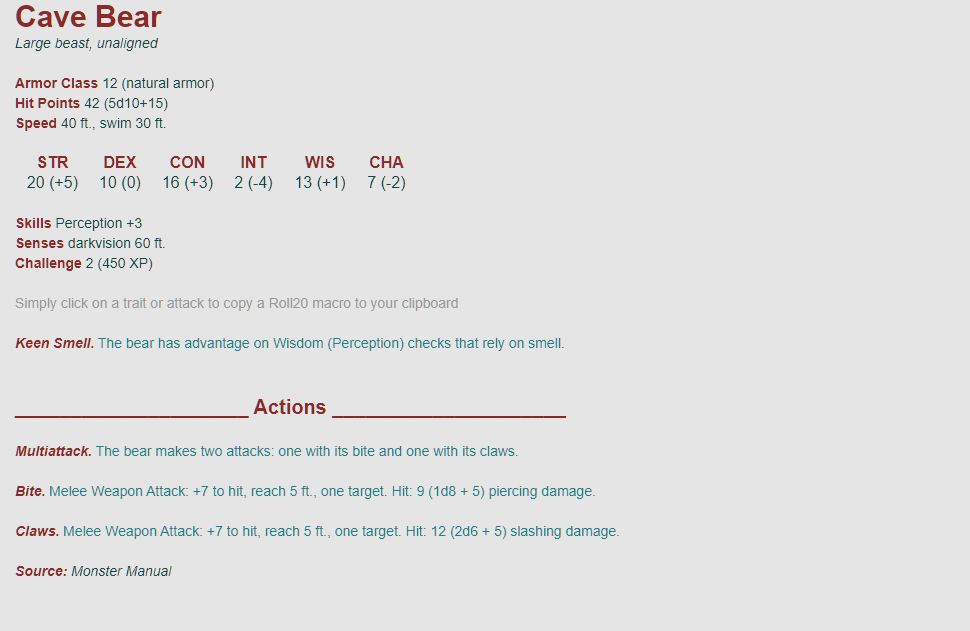 Cave Bear
Large beast, unaligned
Armor Class 12 (natural armor)
Hit Points 42 (5d10+15)
Speed 40 ft., swim 30 ft.
STR DEX CON INT WIS CHA
20 (+5) 10 (0) 16 (+3) 2 (-4) 13 (+1) 7 (-2)
Skills Perception +3
Senses darkvision 60 ft.
Challenge 2 (450 XP)
Simply click on a trait or attack to copy a Roll20 macro to your clipboard
Keen Smell. The bear has advantage on Wisdom (Perception) checks that rely on smell.
Actions
Multiattack. The bear makes two attacks: one with its bite and one with its claws.
Bite. Melee Weapon Attack: +7 to hit, reach 5 ft., one target. Hit: 9 (1d8 + 5) piercing damage.
Claws. Melee Weapon Attack: +7 to hit, reach 5 ft., one target. Hit: 12 (2d6 + 5) slashing damage.
Source: Monster Manual